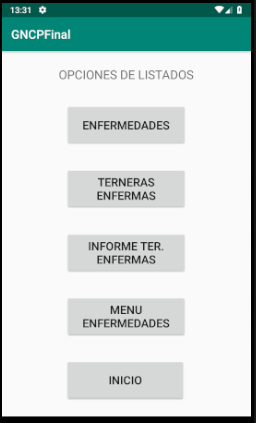 13:31
GNCPFinal
OPCIONES DE LISTADOS
ENFERMEDADES
TERNERAS
ENFERMAS
INFORME TER.
ENFERMAS
MENU
ENFERMEDADES
INICIO